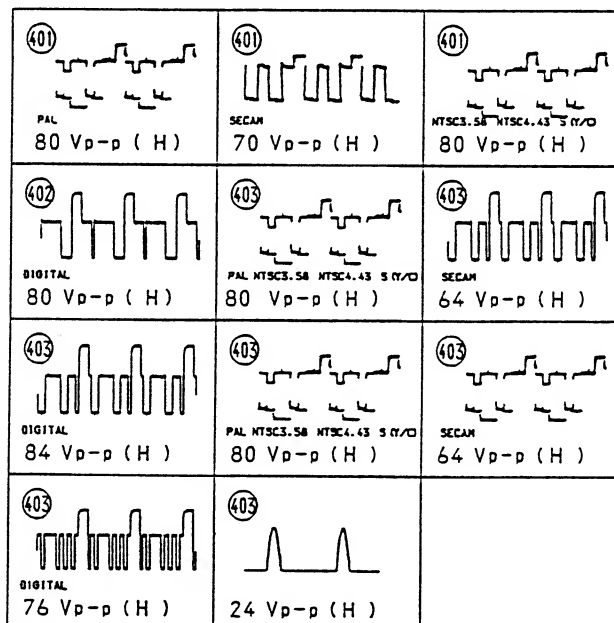 401
PAL
80 Vp-p ( H )
401
SECAM
70 Vp-p ( H )
401
NTSC3.58 NTSC4.43 S (Y/C)
80 Vp-p ( H )
402
DIGITAL
80 Vp-p ( H )
403
PAL NTSC3.58 NTSC4.43 S (Y/C)
80 Vp-p ( H )
403
SECAM
64 Vp-p ( H )
403
DIGITAL
84 Vp-p ( H )
403
PAL NTSC3.58 NTSC4.43 S (Y/C)
80 Vp-p ( H )
403
SECAM
64 Vp-p ( H )
403
DIGITAL
76 Vp-p ( H )
403
24 Vp-p ( H )